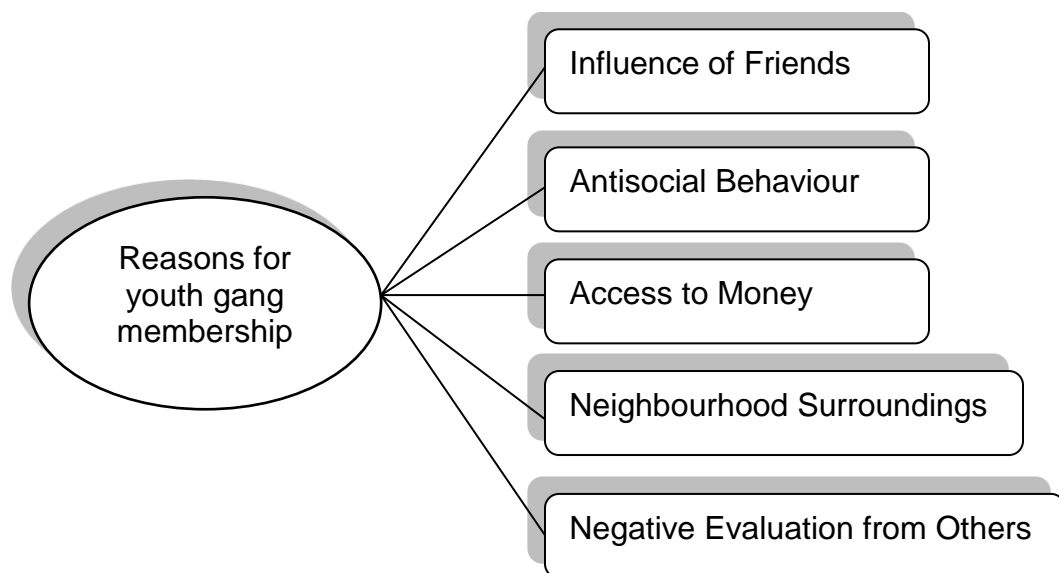 Influence of Friends
Antisocial Behaviour
Reasons for
youth gang
membership
Access to Money
Neighbourhood Surroundings
Negative Evaluation from Others